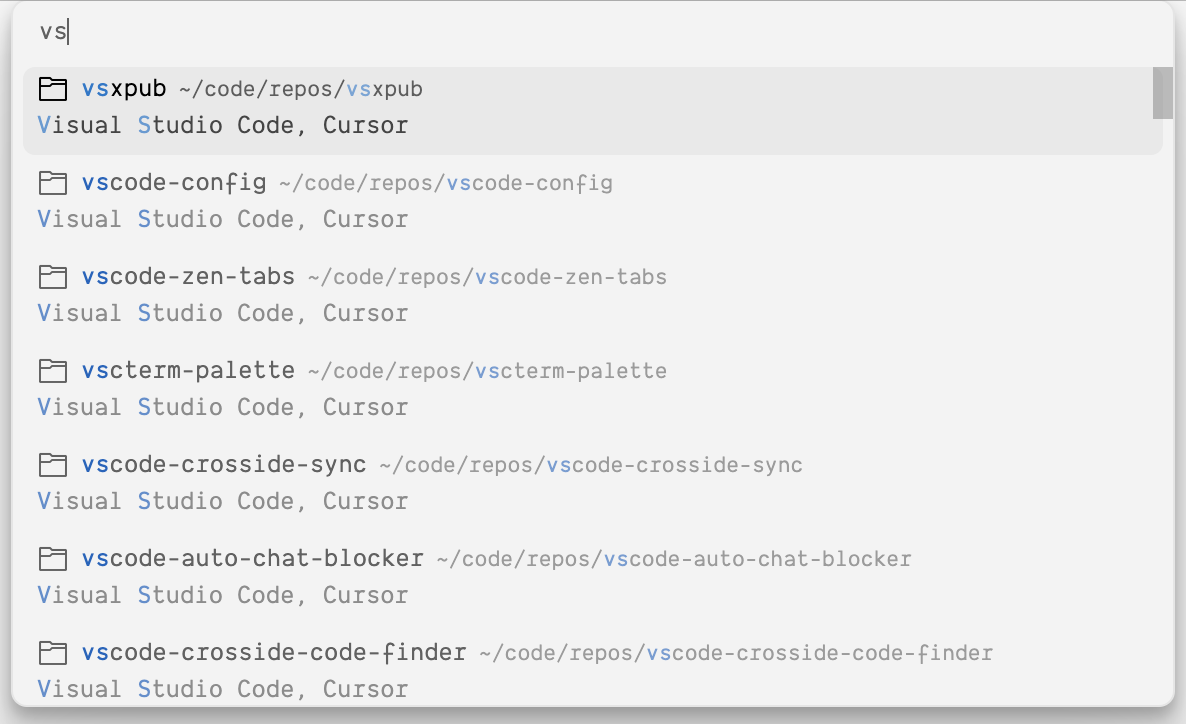 vs
vsxpub ~/code/repos/vsxpub
Visual Studio Code, Cursor
vscode-config ~/code/repos/vscode-config
Visual Studio Code, Cursor
vscode-zen-tabs ~/code/repos/vscode-zen-tabs
Visual Studio Code, Cursor
vscterm-palette ~/code/repos/vscterm-palette
Visual Studio Code, Cursor
vscode-crosside-sync ~/code/repos/vscode-crosside-sync
Visual Studio Code, Cursor
vscode-auto-chat-blocker ~/code/repos/vscode-auto-chat-blocker
Visual Studio Code, Cursor
vscode-crosside-code-finder ~/code/repos/vscode-crosside-code-finder
Visual Studio Code, Cursor